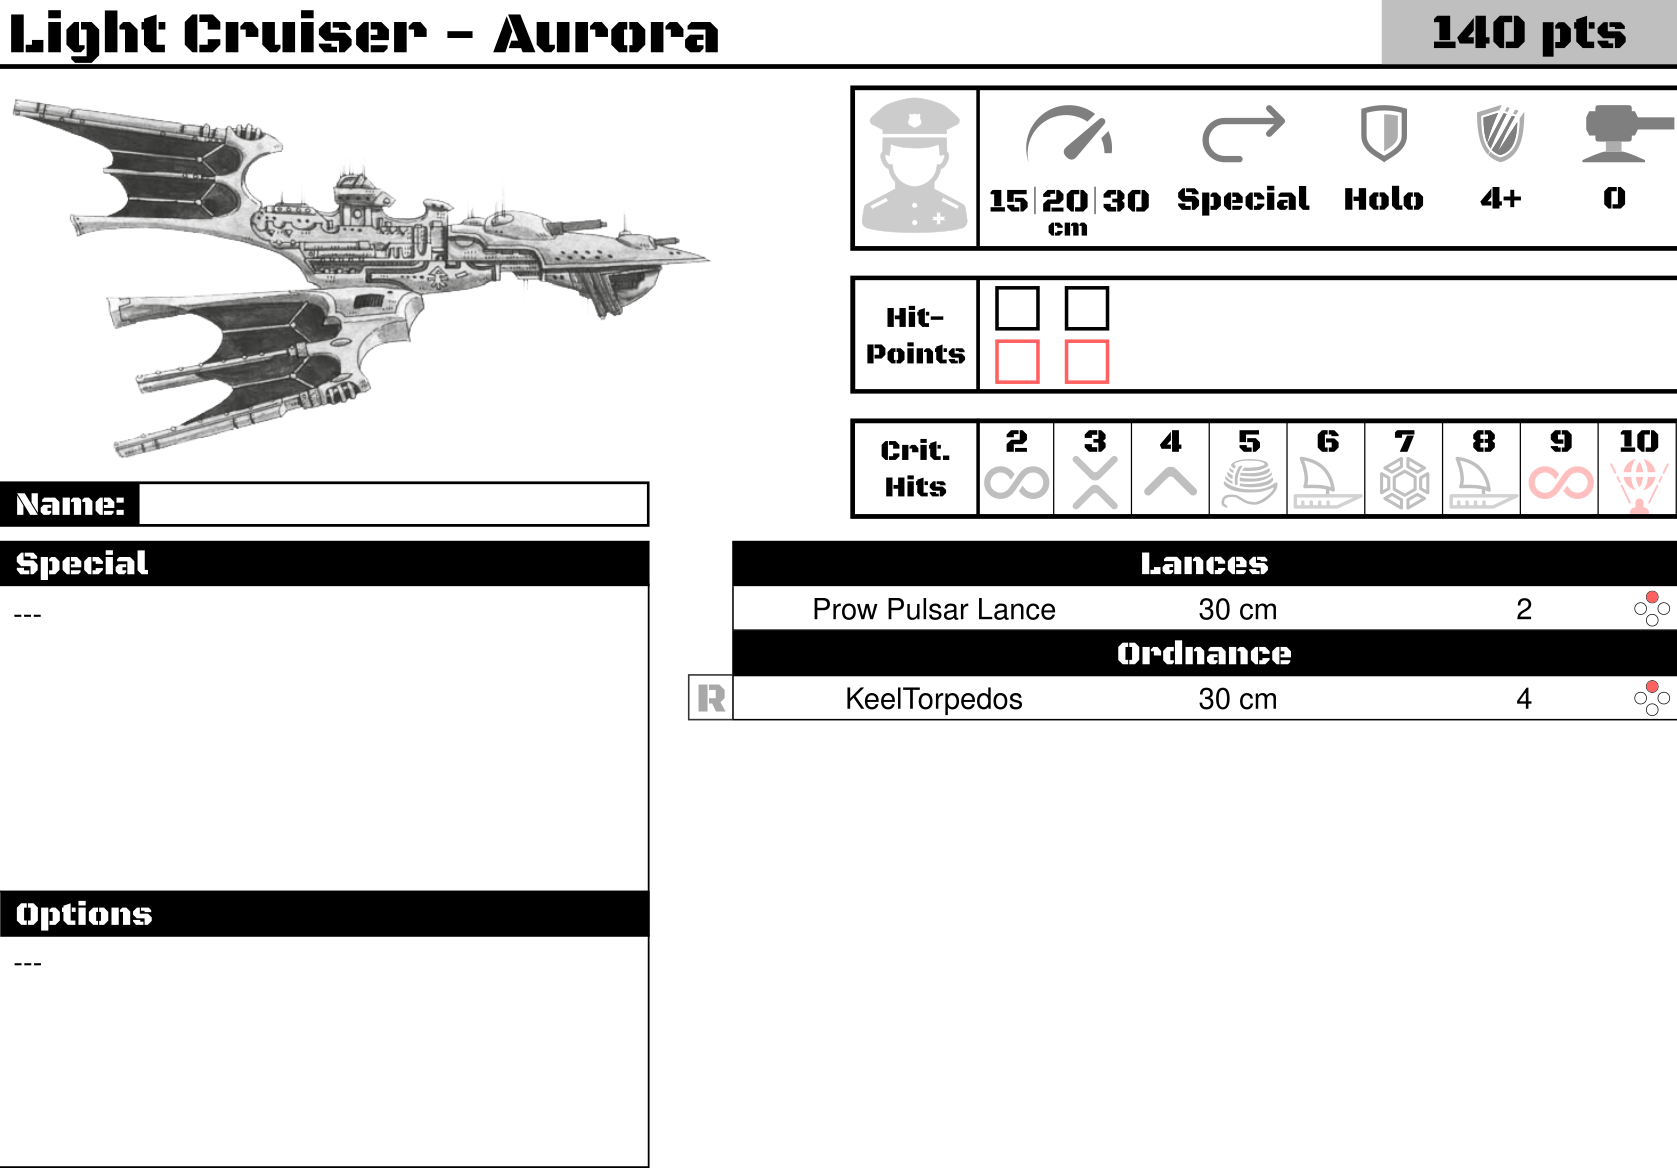 Light Cruiser - Aurora
140 pts
15 | 20 | 30
cm
Special
Holo
4+
0
Hit-
Points
Crit.
Hits
2 3 4 5 6 7 8 9 10
Name:
Special
---
Options
---
Lances
Prow Pulsar Lance 30 cm 2
Ordnance
R KeelTorpedos 30 cm 4